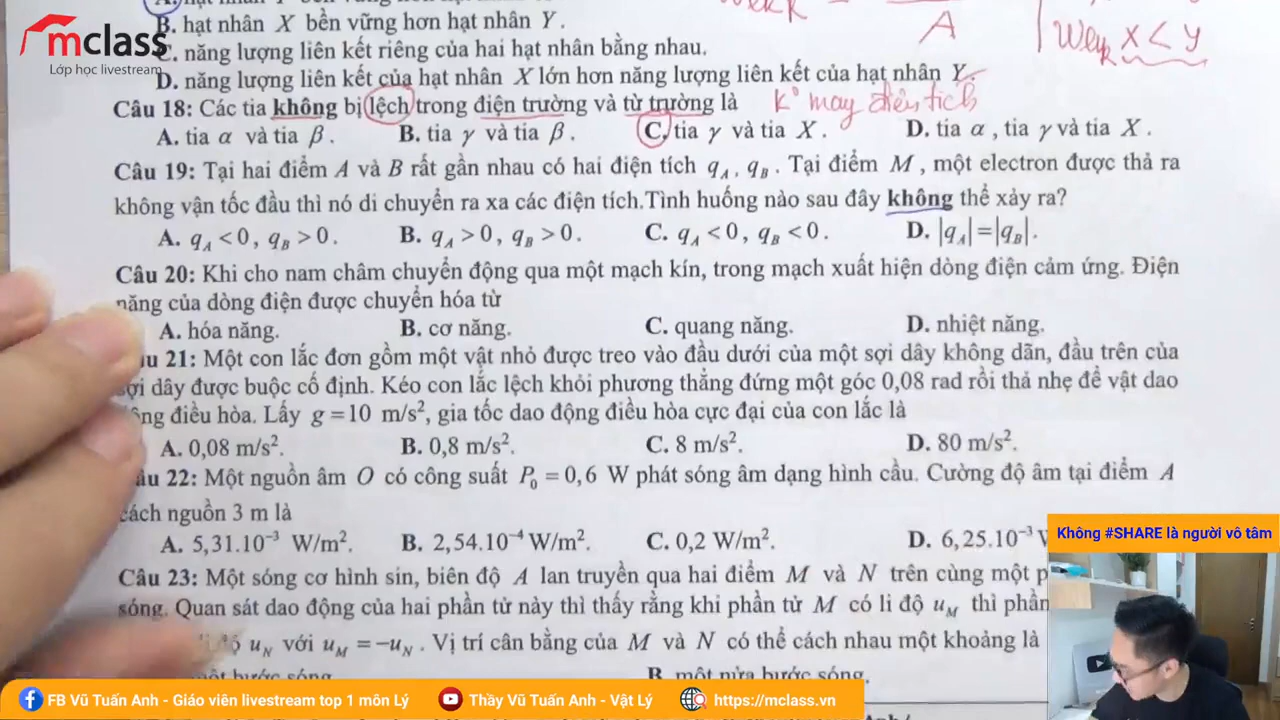 B. hạt nhân X bền vững hơn hạt nhân Y.
A
Wlkr X < Y
mclass
Lớp học livestream
C. năng lượng liên kết riêng của hai hạt nhân bằng nhau.
D. năng lượng liên kết của hạt nhân X lớn hơn năng lượng liên kết của hạt nhân Y.
Câu 18: Các tia không bị lệch trong điện trường và từ trường là
k° mang điện tích
A. tia α và tia β. B. tia γ và tia β. C. tia γ và tia X. D. tia α, tia γ và tia X.
Câu 19: Tại hai điểm A và B rất gần nhau có hai điện tích q_A, q_B. Tại điểm M, một electron được thả ra
không vận tốc đầu thì nó di chuyển ra xa các điện tích.Tình huống nào sau đây không thể xảy ra?
A. q_A < 0, q_B > 0. B. q_A > 0, q_B > 0. C. q_A < 0, q_B < 0. D. |q_A| = |q_B|.
Câu 20: Khi cho nam châm chuyển động qua một mạch kín, trong mạch xuất hiện dòng điện cảm ứng. Điện
năng của dòng điện được chuyển hóa từ
A. hóa năng. B. cơ năng. C. quang năng. D. nhiệt năng.
21: Một con lắc đơn gồm một vật nhỏ được treo vào đầu dưới của một sợi dây không dãn, đầu trên của
sợi dây được buộc cố định. Kéo con lắc lệch khỏi phương thẳng đứng một góc 0,08 rad rồi thả nhẹ để vật dao
động điều hòa. Lấy g = 10 m/s², gia tốc dao động điều hòa cực đại của con lắc là
A. 0,08 m/s². B. 0,8 m/s². C. 8 m/s². D. 80 m/s².
22: Một nguồn âm O có công suất P₀ = 0,6 W phát sóng âm dạng hình cầu. Cường độ âm tại điểm A
cách nguồn 3 m là
A. 5,31.10⁻³ W/m². B. 2,54.10⁻⁴ W/m². C. 0,2 W/m². D. 6,25.10⁻³
Không #SHARE là người vô tâm
Câu 23: Một sóng cơ hình sin, biên độ A lan truyền qua hai điểm M và N trên cùng một
sóng. Quan sát dao động của hai phần tử này thì thấy rằng khi phần tử M có li độ u_M thì phần
u_N với u_M = −u_N. Vị trí cân bằng của M và N có thể cách nhau một khoảng là
một bước sóng. B. một nửa bước sóng.
FB Vũ Tuấn Anh - Giáo viên livestream top 1 môn Lý Thầy Vũ Tuấn Anh - Vật Lý https://mclass.vn